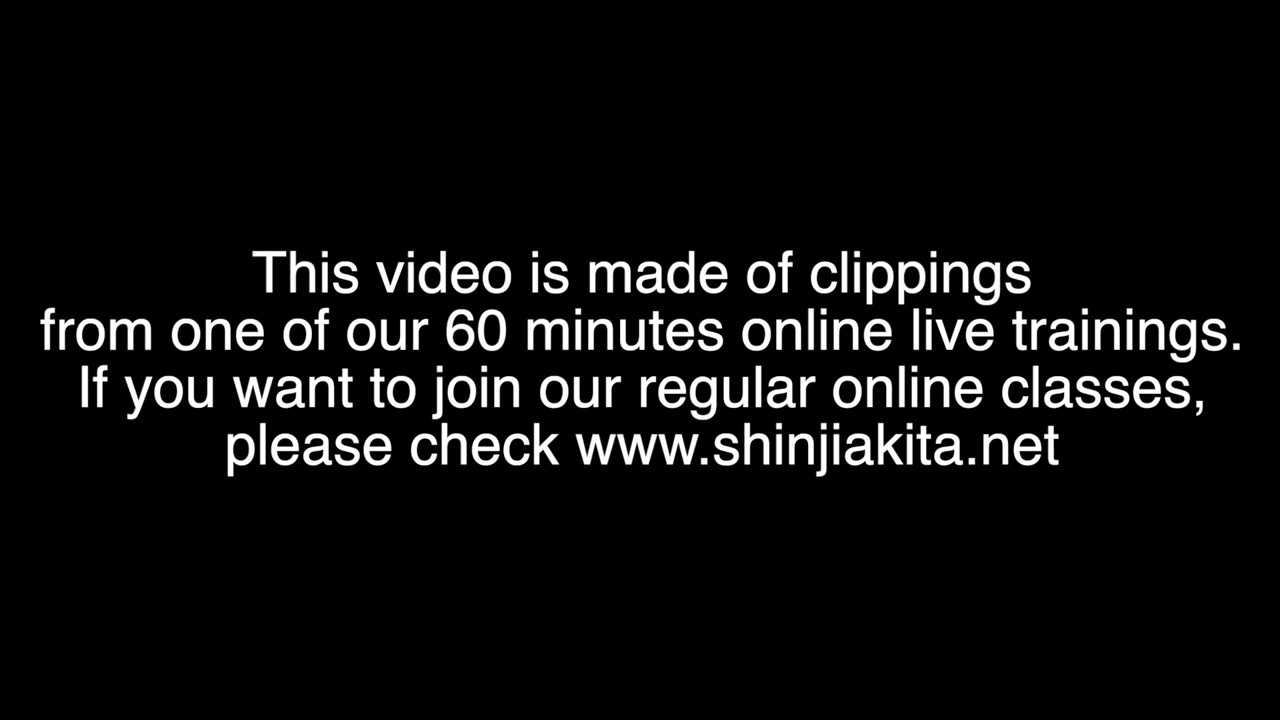 This video is made of clippings
from one of our 60 minutes online live trainings.
If you want to join our regular online classes,
please check www.shinjiakita.net